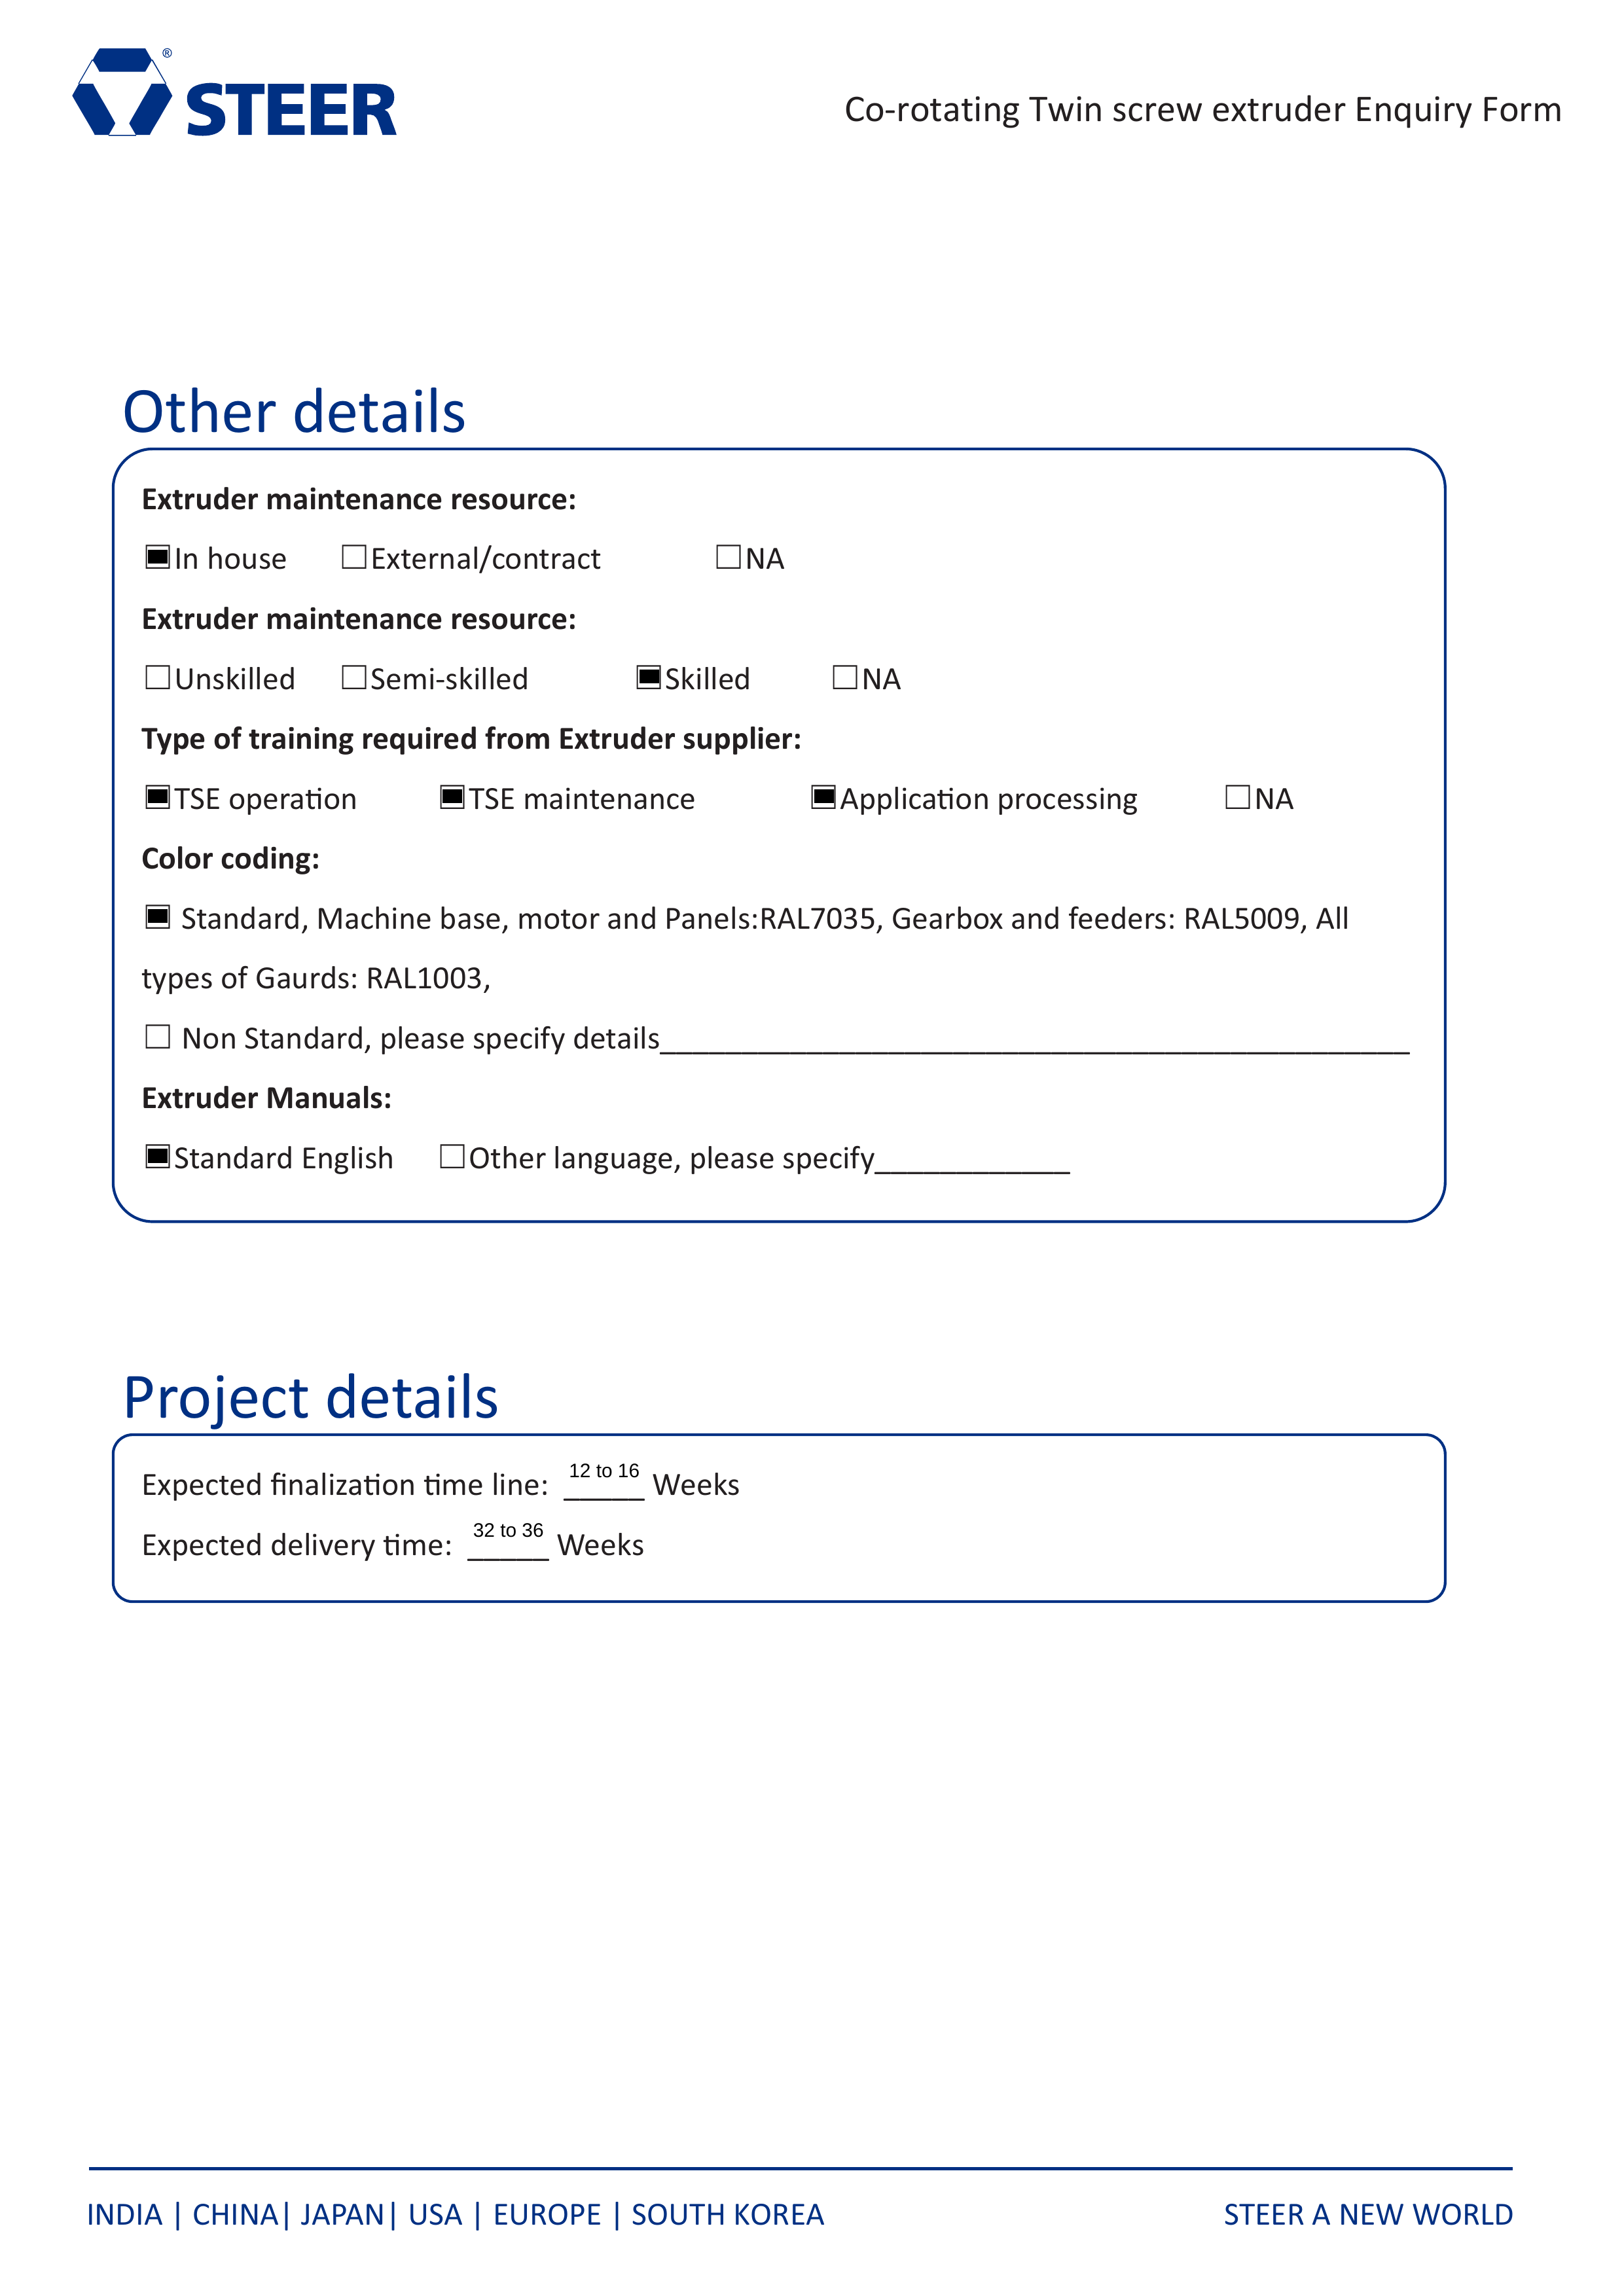 STEER®
Co-rotating Twin screw extruder Enquiry Form
Other details
Extruder maintenance resource:
■In house □External/contract □NA
Extruder maintenance resource:
□Unskilled □Semi-skilled ■Skilled □NA
Type of training required from Extruder supplier:
■TSE operation ■TSE maintenance ■Application processing □NA
Color coding:
■ Standard, Machine base, motor and Panels:RAL7035, Gearbox and feeders: RAL5009, All
types of Gaurds: RAL1003,
□ Non Standard, please specify details______________________________________________
Extruder Manuals:
■Standard English □Other language, please specify____________
Project details
Expected finalization time line: 12 to 16 Weeks
Expected delivery time: 32 to 36 Weeks
INDIA | CHINA| JAPAN| USA | EUROPE | SOUTH KOREA STEER A NEW WORLD